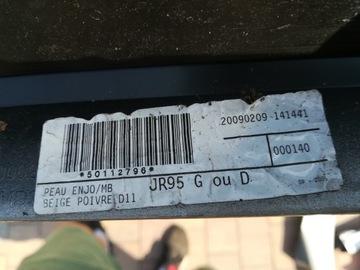 20090209-141441
*50112796*
000140
PEAU ENJO/MB
BEIGE POIVRE D11
JR95 G ou D